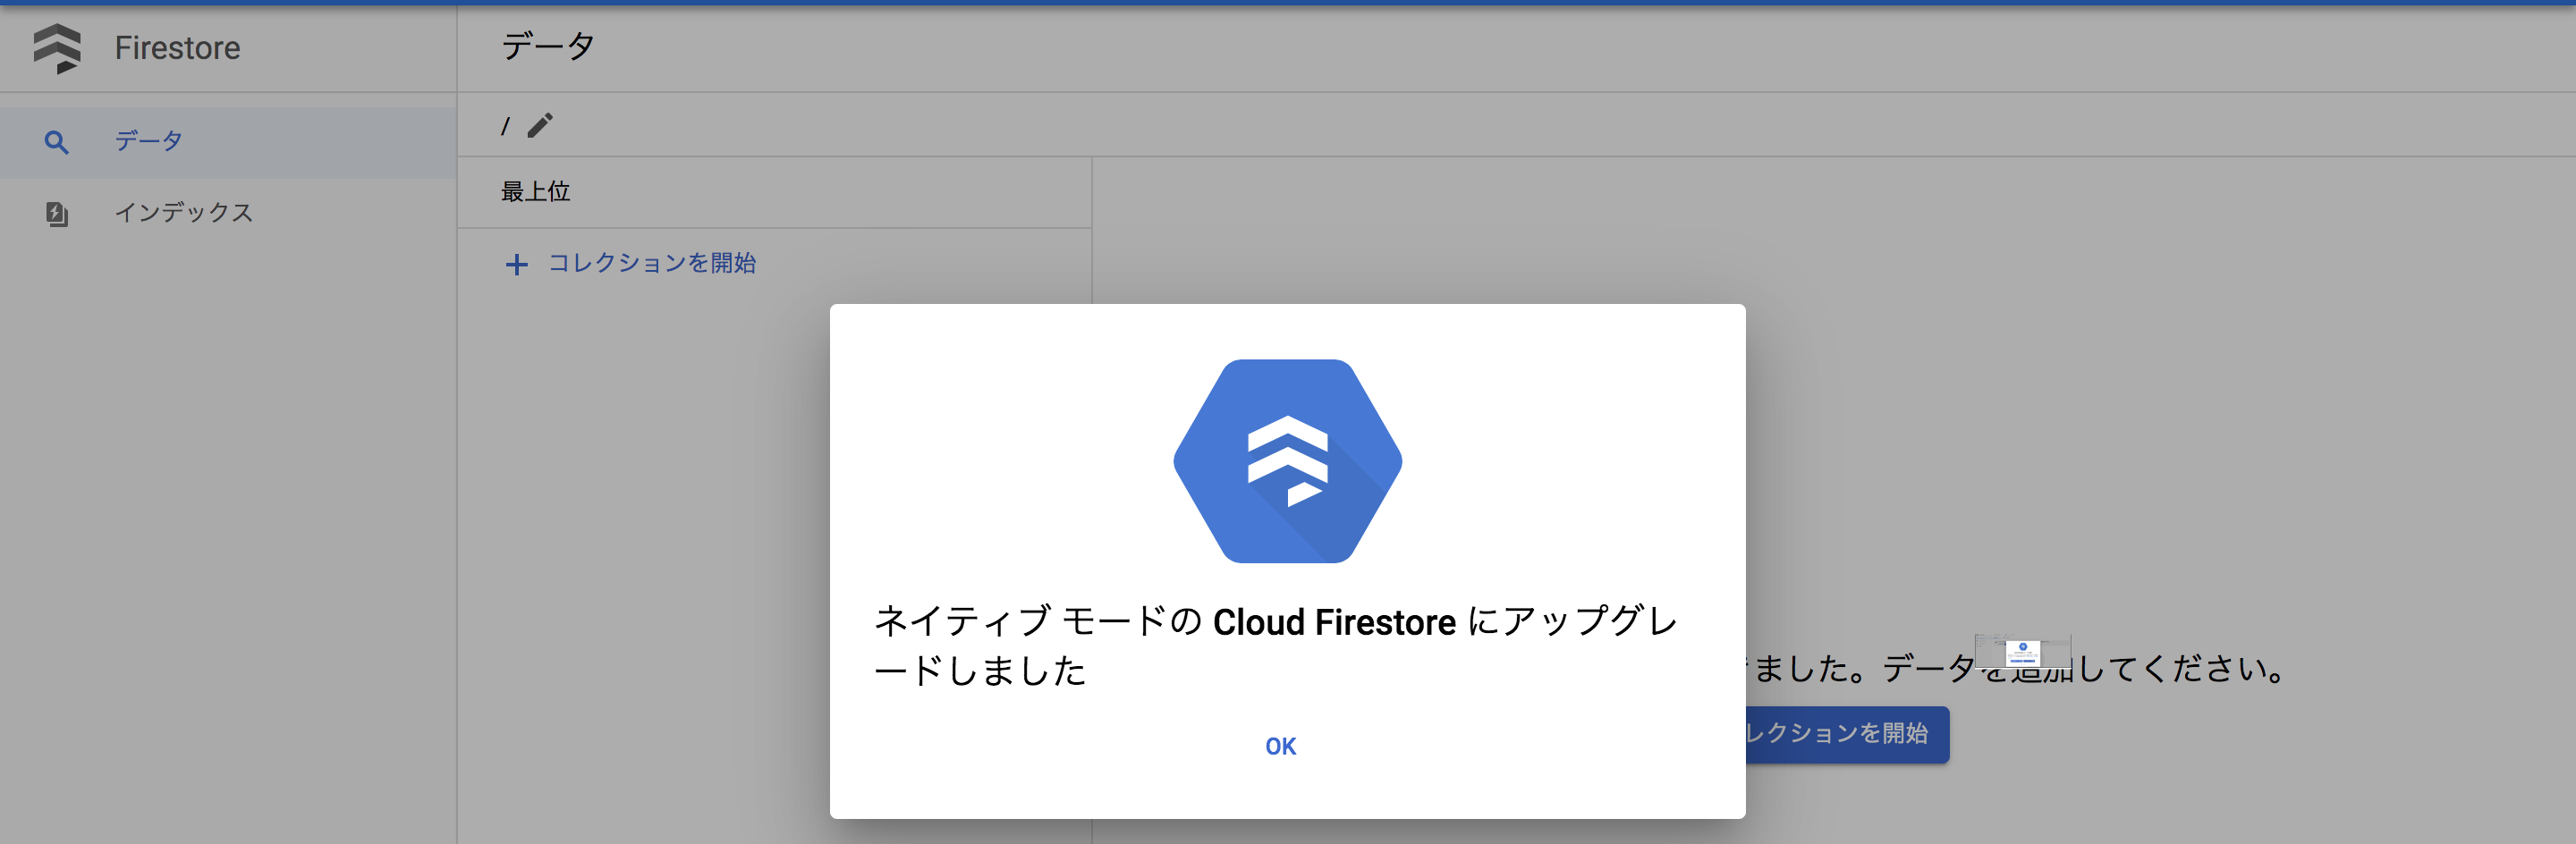 Firestore
データ
インデックス
データ
/
最上位
コレクションを開始
ネイティブ モードの Cloud Firestore にアップグレ
ードしました
OK
ました。データを追加してください。
レクションを開始